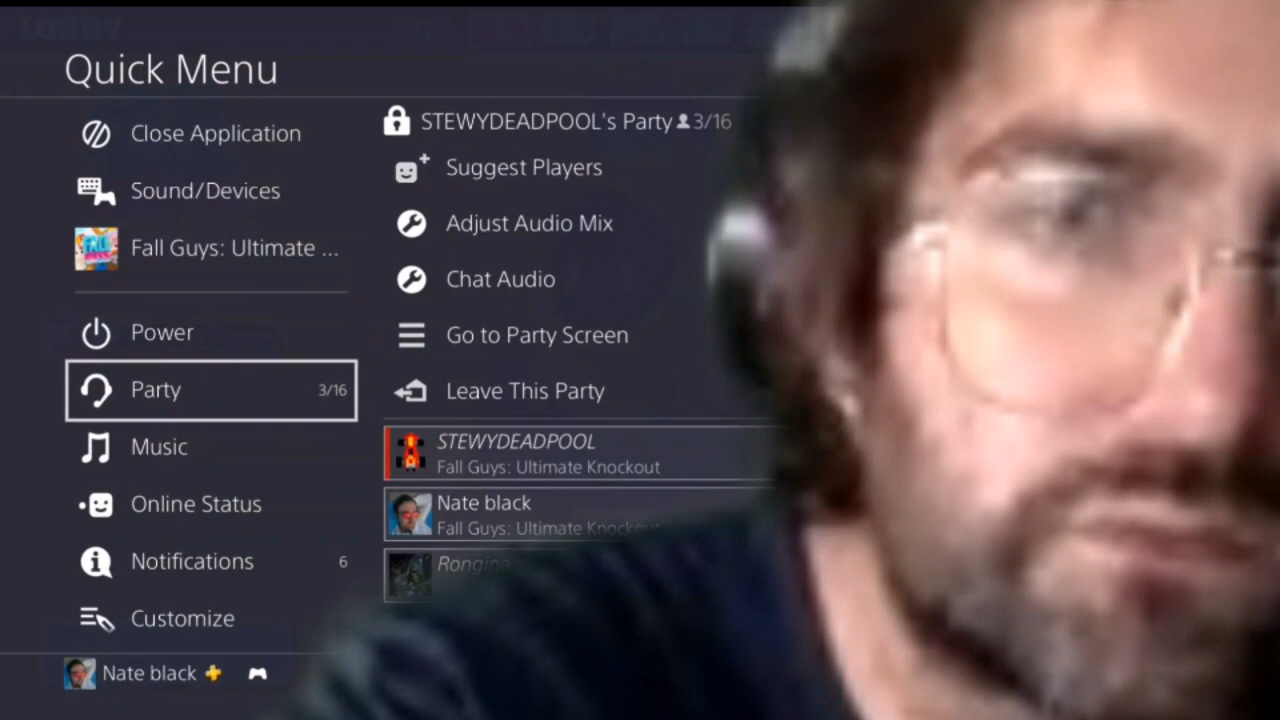 Quick Menu
Close Application
Sound/Devices
Fall Guys: Ultimate ...
Power
Party 3/16
Music
Online Status
Notifications 6
Customize
Nate black
STEWYDEADPOOL's Party 3/16
Suggest Players
Adjust Audio Mix
Chat Audio
Go to Party Screen
Leave This Party
STEWYDEADPOOL
Fall Guys: Ultimate Knockout
Nate black
Fall Guys: Ultimate Knockout
Rongina